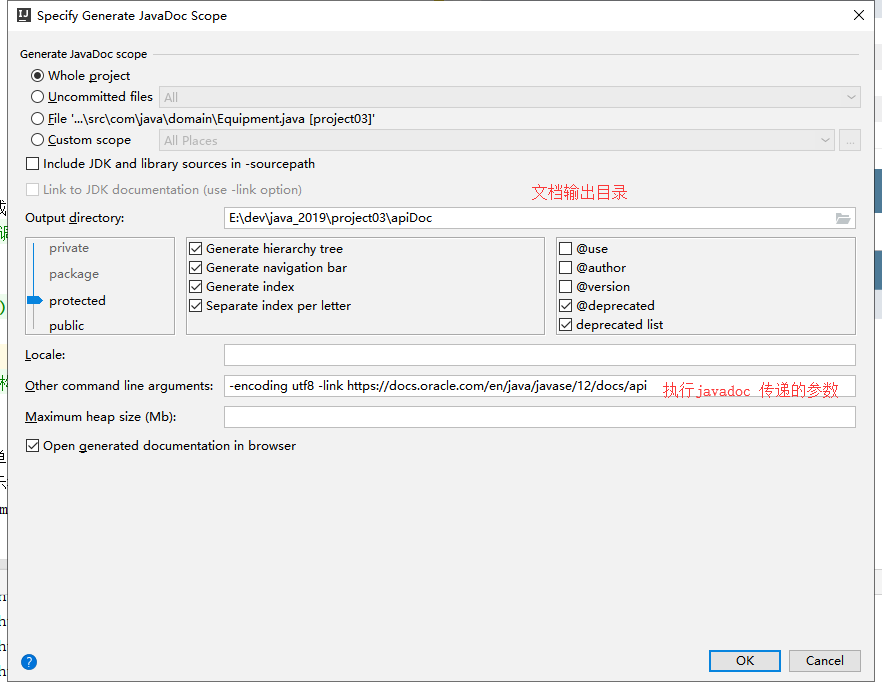 Specify Generate JavaDoc Scope
Generate JavaDoc scope
Whole project
Uncommitted files All
File '...\src\com\java\domain\Equipment.java [project03]'
Custom scope All Places ...
Include JDK and library sources in -sourcepath
Link to JDK documentation (use -link option)
文档输出目录
Output directory: E:\dev\java_2019\project03\apiDoc
private
package
protected
public
Generate hierarchy tree
Generate navigation bar
Generate index
Separate index per letter
@use
@author
@version
@deprecated
deprecated list
Locale:
Other command line arguments: -encoding utf8 -link https://docs.oracle.com/en/java/javase/12/docs/api 执行javadoc 传递的参数
Maximum heap size (Mb):
Open generated documentation in browser
?
OK Cancel